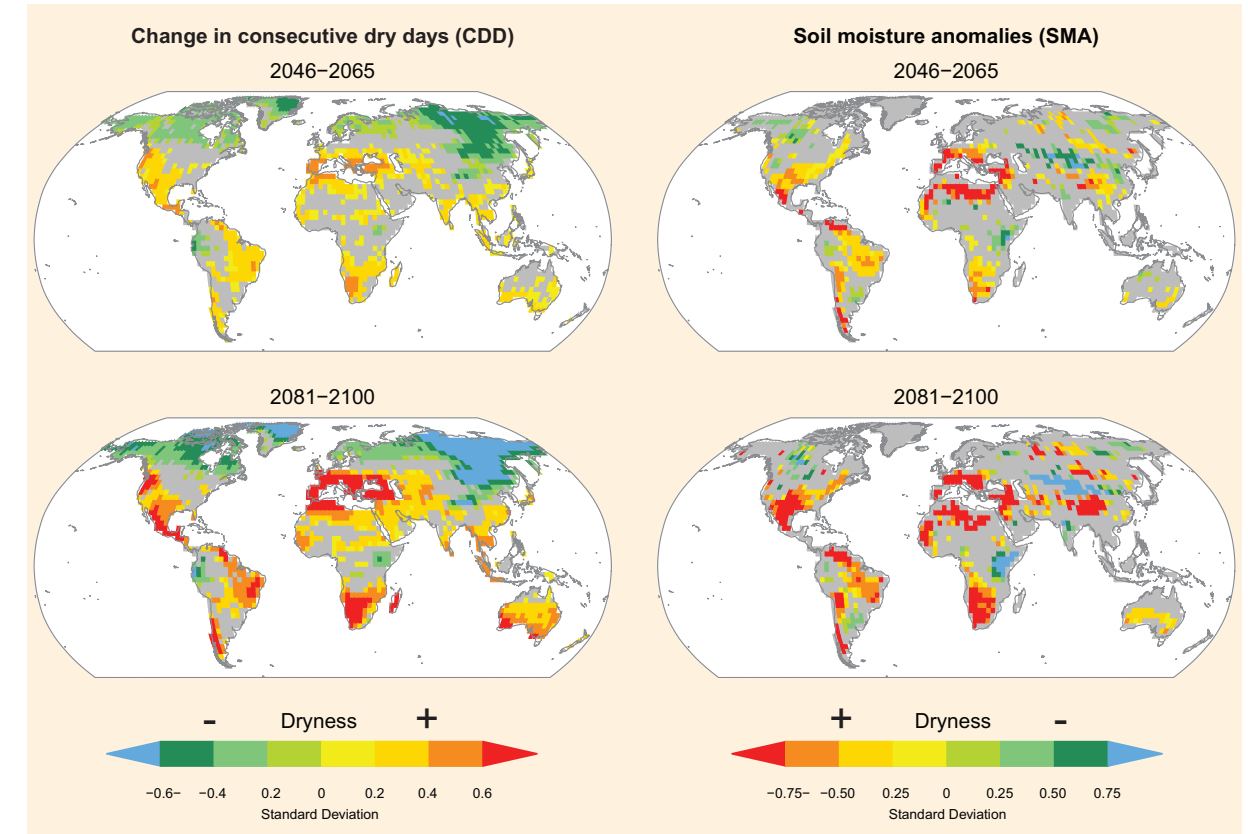 Change in consecutive dry days (CDD)
2046−2065
2081−2100
- Dryness +
−0.6− −0.4 0.2 0 0.2 0.4 0.6
Standard Deviation
Soil moisture anomalies (SMA)
2046−2065
2081−2100
+ Dryness -
−0.75− −0.50 0.25 0 0.25 0.50 0.75
Standard Deviation